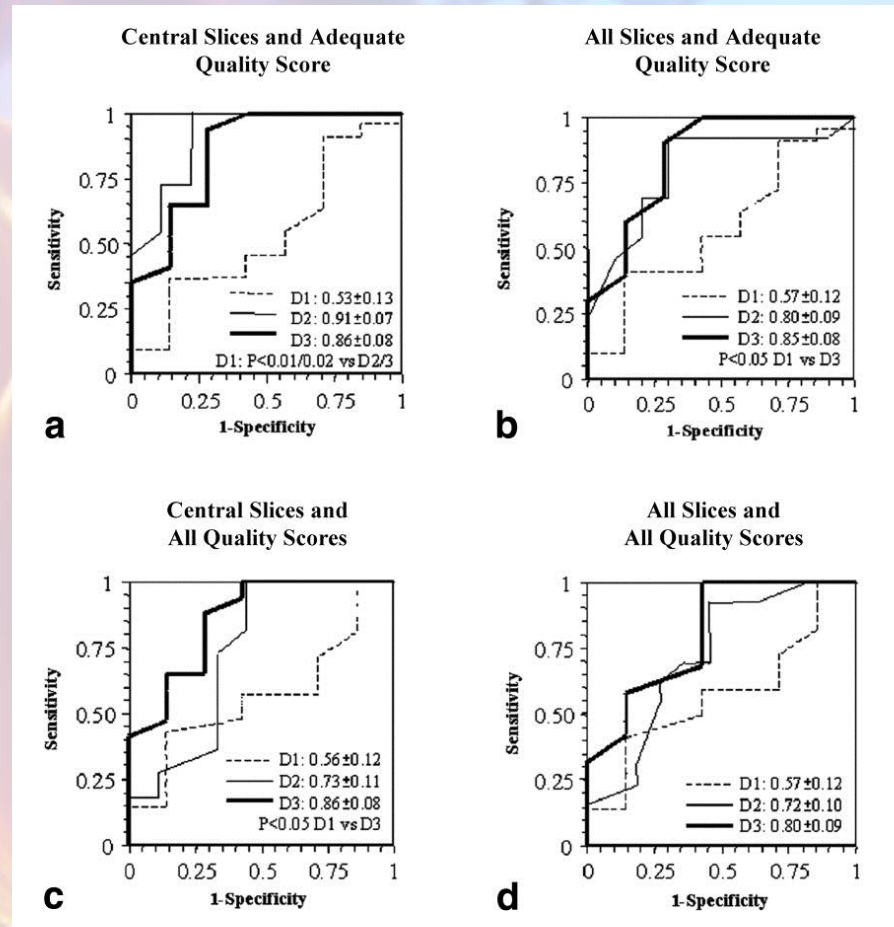 Central Slices and Adequate
Quality Score
1
0.75
0.50
0.25
0
Sensitivity
D1: 0.53±0.13
D2: 0.91±0.07
D3: 0.86±0.08
D1: P<0.01/0.02 vs D2/3
0 0.25 0.5 0.75 1
1-Specificity
a
All Slices and Adequate
Quality Score
1
0.75
0.50
0.25
0
Sensitivity
D1: 0.57±0.12
D2: 0.80±0.09
D3: 0.85±0.08
P<0.05 D1 vs D3
0 0.25 0.5 0.75 1
1-Specificity
b
Central Slices and
All Quality Scores
1
0.75
0.50
0.25
0
Sensitivity
D1: 0.56±0.12
D2: 0.73±0.11
D3: 0.86±0.08
P<0.05 D1 vs D3
0 0.25 0.5 0.75 1
1-Specificity
c
All Slices and
All Quality Scores
1
0.75
0.50
0.25
0
Sensitivity
D1: 0.57±0.12
D2: 0.72±0.10
D3: 0.80±0.09
0 0.25 0.5 0.75 1
1-Specificity
d